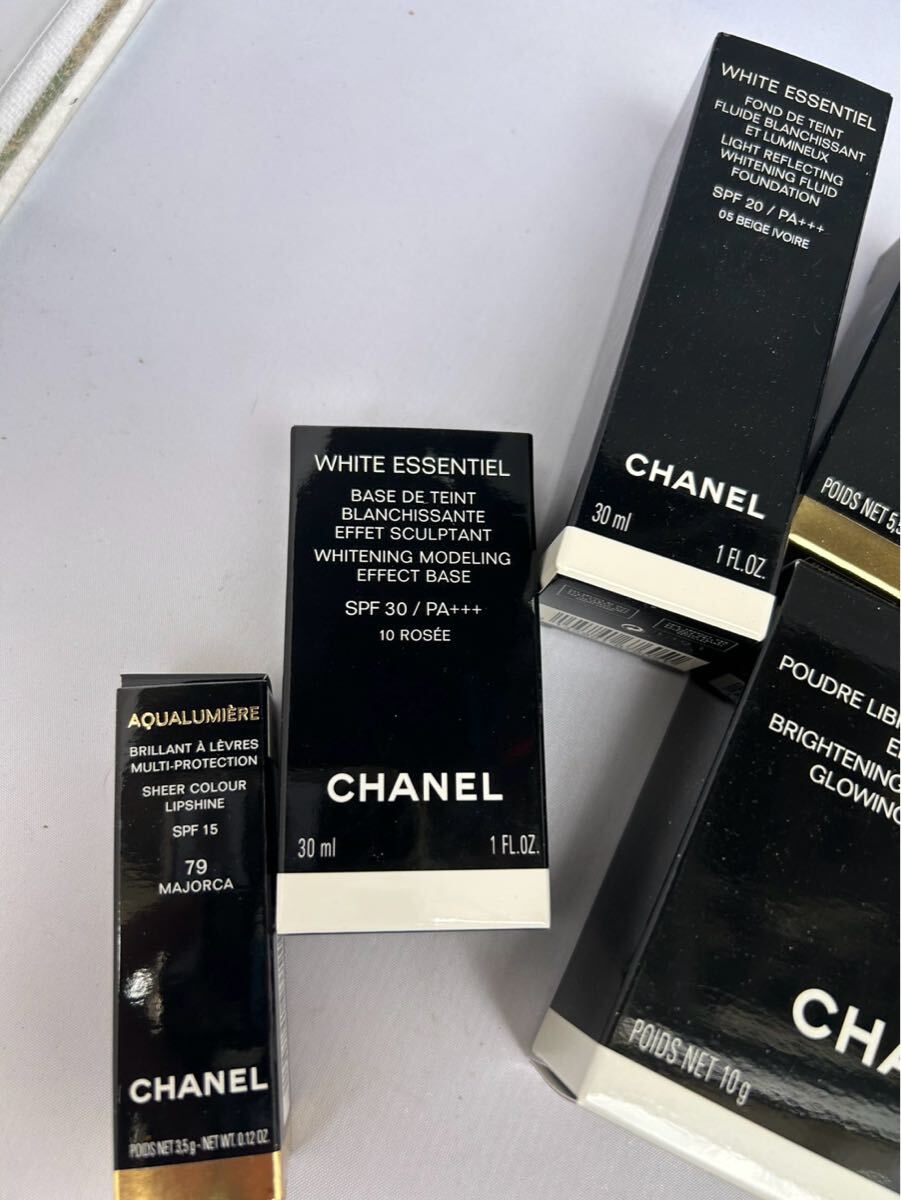 WHITE ESSENTIEL
FOND DE TEINT
FLUIDE BLANCHISSANT
ET LUMINEUX
LIGHT REFLECTING
WHITENING FLUID
FOUNDATION
SPF 20 / PA+++
05 BEIGE IVOIRE
CHANEL
30 ml
1 FL.OZ.
WHITE ESSENTIEL
BASE DE TEINT
BLANCHISSANTE
EFFET SCULPTANT
WHITENING MODELING
EFFECT BASE
SPF 30 / PA+++
10 ROSÉE
CHANEL
30 ml
1 FL.OZ.
AQUALUMIÈRE
BRILLANT À LÈVRES
MULTI-PROTECTION
SHEER COLOUR
LIPSHINE
SPF 15
79
MAJORCA
CHANEL
POIDS NET 3,5 g - NET WT. 0.12 OZ.
POIDS NET
POUDRE
BRIGHTENING
GLOWING
POIDS NET 10 g